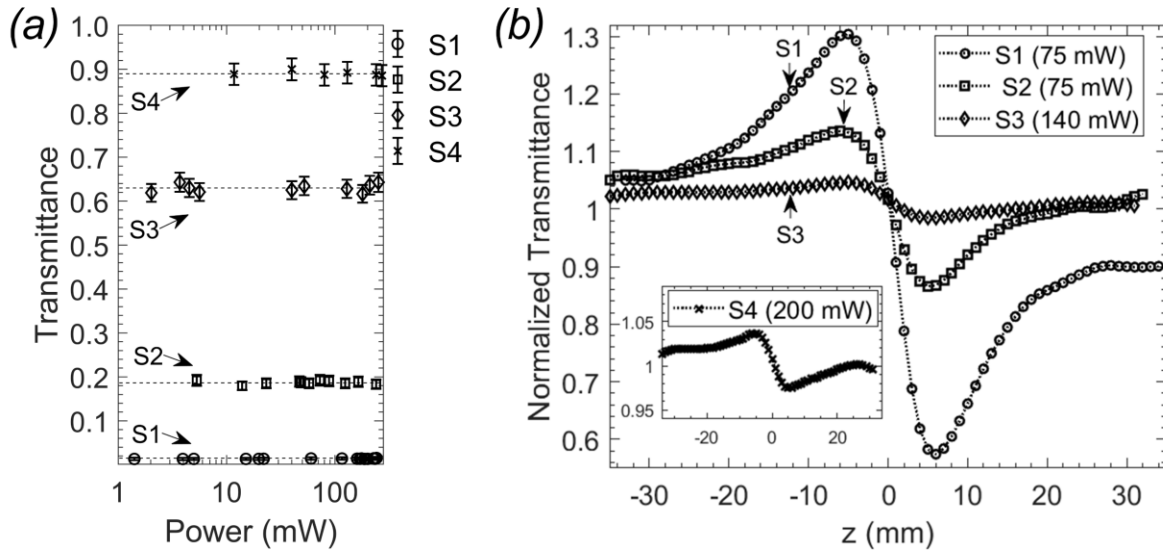 (a)
Transmittance
1.0
0.9
0.8
0.7
0.6
0.5
0.4
0.3
0.2
0.1
S4
S3
S2
S1
1 10 100
Power (mW)
S1
S2
S3
S4
(b)
Normalized Transmittance
1.3
1.2
1.1
1
0.9
0.8
0.7
0.6
S1
S2
S3
S1 (75 mW)
S2 (75 mW)
S3 (140 mW)
S4 (200 mW)
1.05
1
0.95
-20 0 20
-30 -20 -10 0 10 20 30
z (mm)